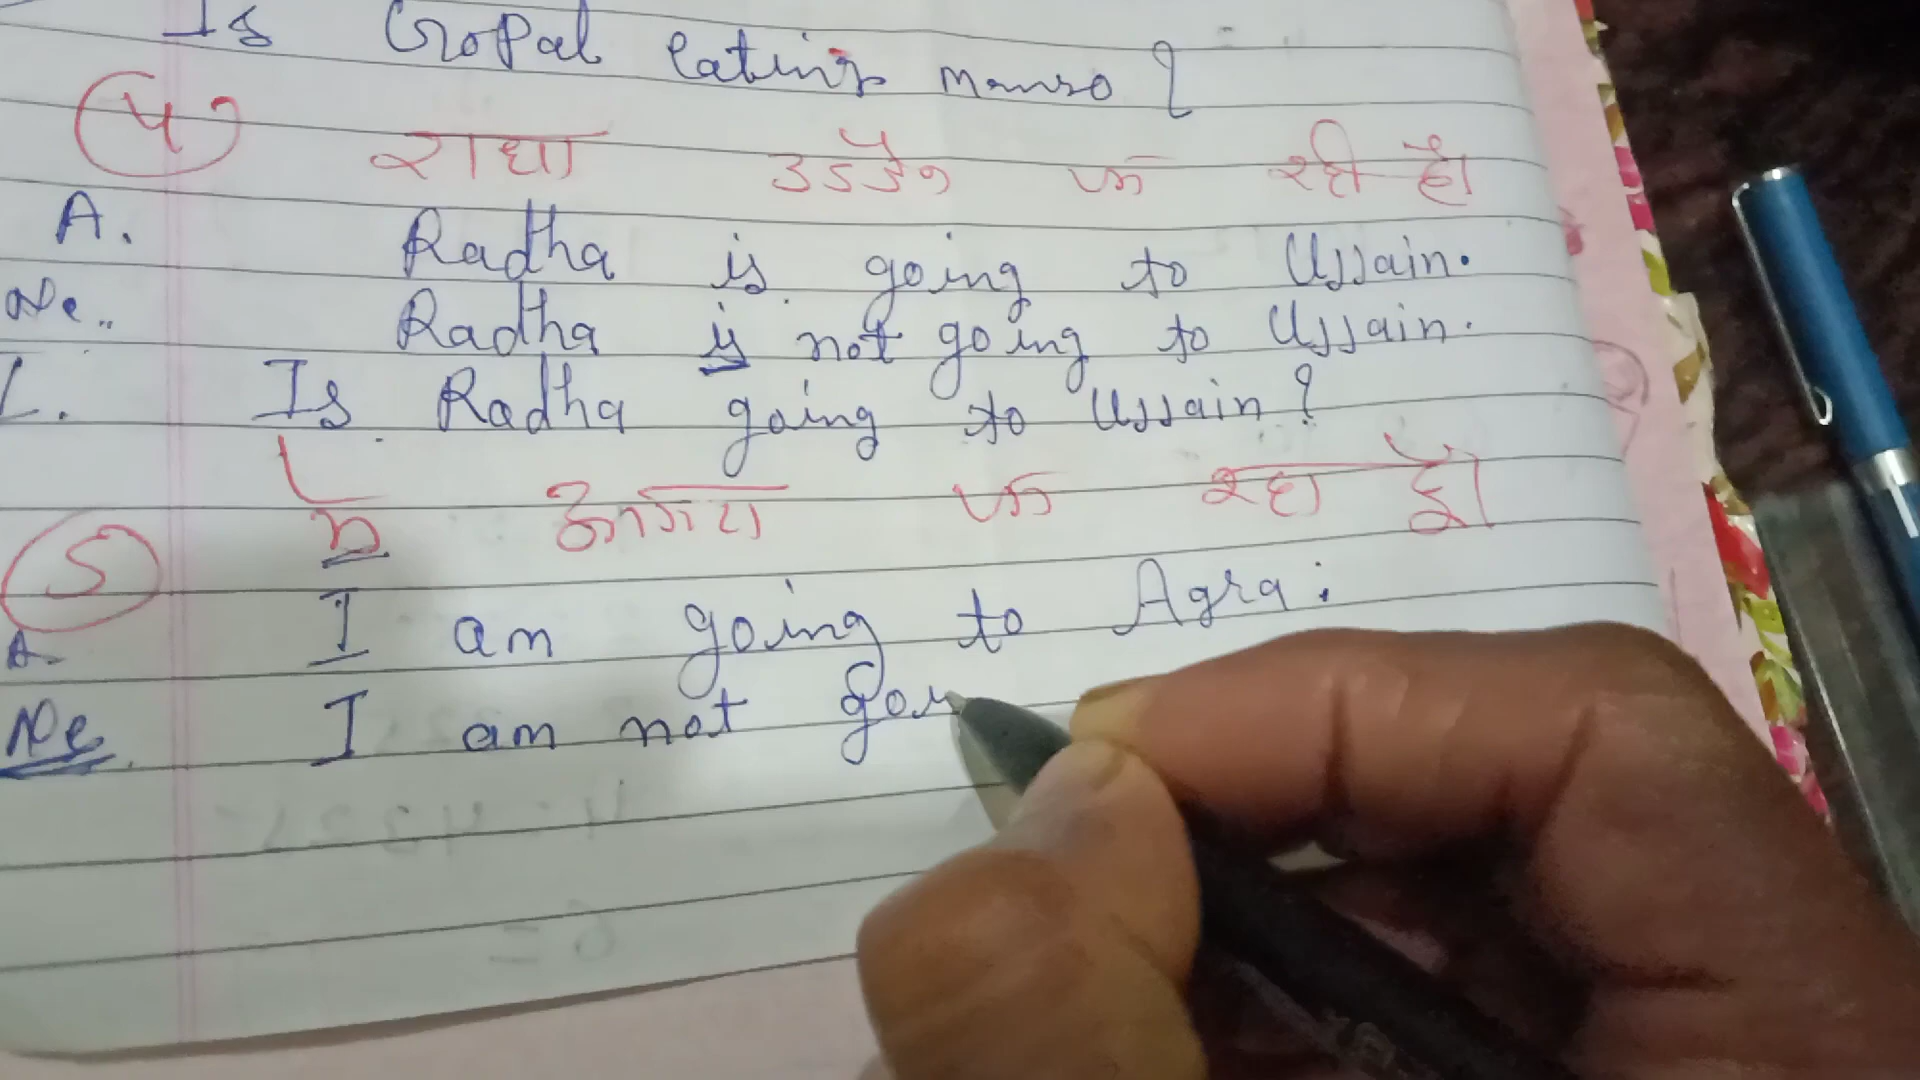 Is Gopal eating Mango ?
4 राधा उज्जैन जा रही है।
A. Radha is going to Ujjain.
Ne.. Radha is not going to Ujjain.
I. Is Radha going to Ujjain ?
5 मैं आगरा जा रहा हूँ।
A. I am going to Agra.
Ne I am not goi